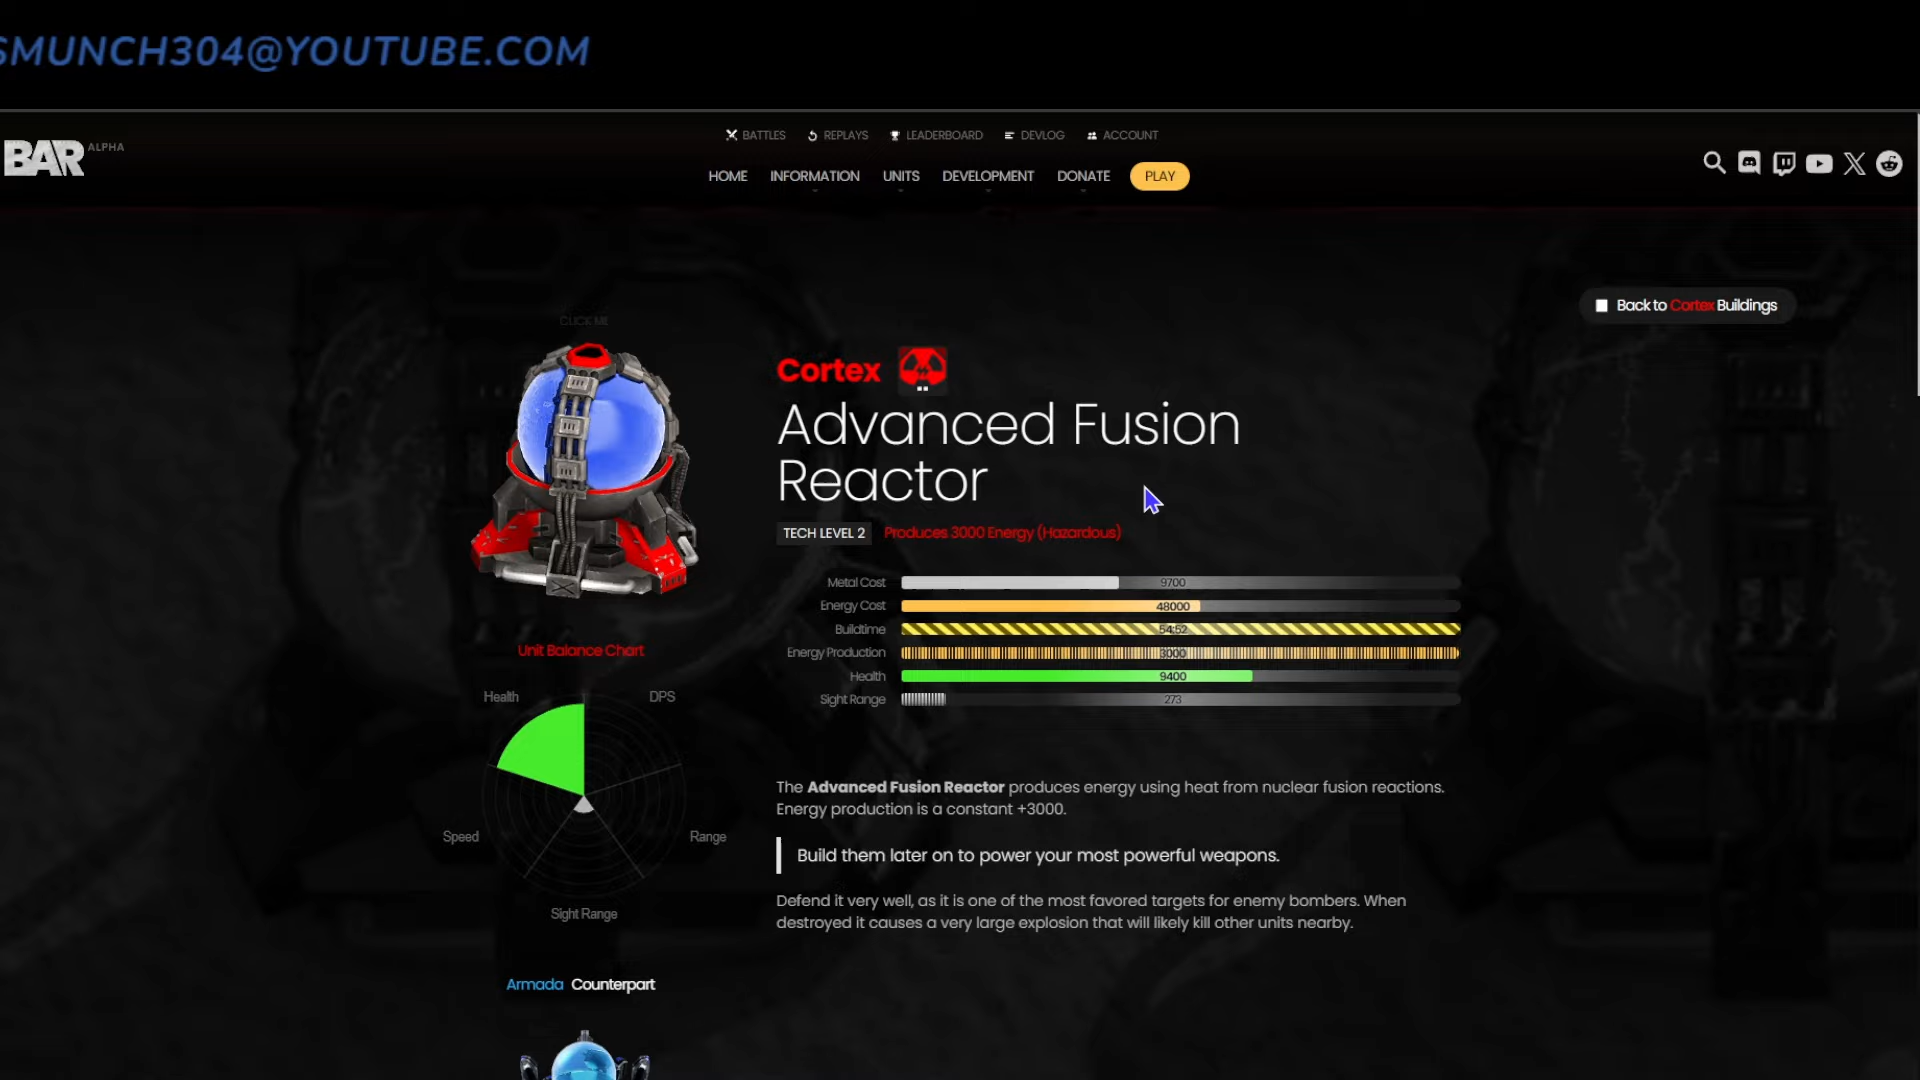 SMUNCH304@YOUTUBE.COM
BAR ALPHA
BATTLES REPLAYS LEADERBOARD DEVLOG ACCOUNT
HOME INFORMATION UNITS DEVELOPMENT DONATE PLAY
Back to Cortex Buildings
CLICK ME
Cortex
Advanced Fusion
Reactor
TECH LEVEL 2 Produces 3000 Energy (Hazardous)
Metal Cost 9700
Energy Cost 48000
Buildtime 54:52
Energy Production 3000
Health 9400
Sight Range 273
Unit Balance Chart
Health DPS
Speed Range
Sight Range
The Advanced Fusion Reactor produces energy using heat from nuclear fusion reactions.
Energy production is a constant +3000.
Build them later on to power your most powerful weapons.
Defend it very well, as it is one of the most favored targets for enemy bombers. When
destroyed it causes a very large explosion that will likely kill other units nearby.
Armada Counterpart